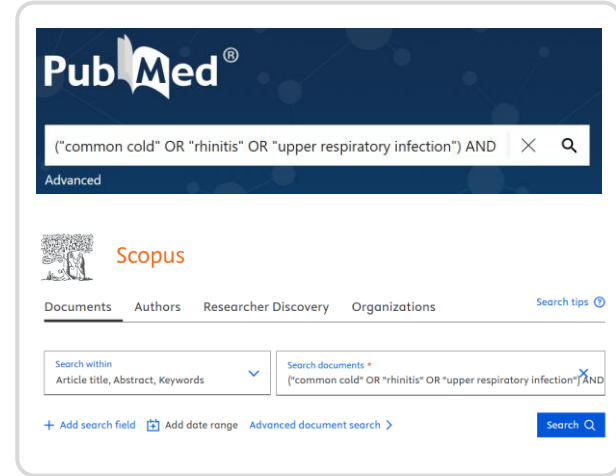 PubMed®
("common cold" OR "rhinitis" OR "upper respiratory infection") AND
Advanced
Scopus
Documents Authors Researcher Discovery Organizations Search tips
Search within
Article title, Abstract, Keywords
Search documents *
("common cold" OR "rhinitis" OR "upper respiratory infection") AND
+ Add search field Add date range Advanced document search > Search